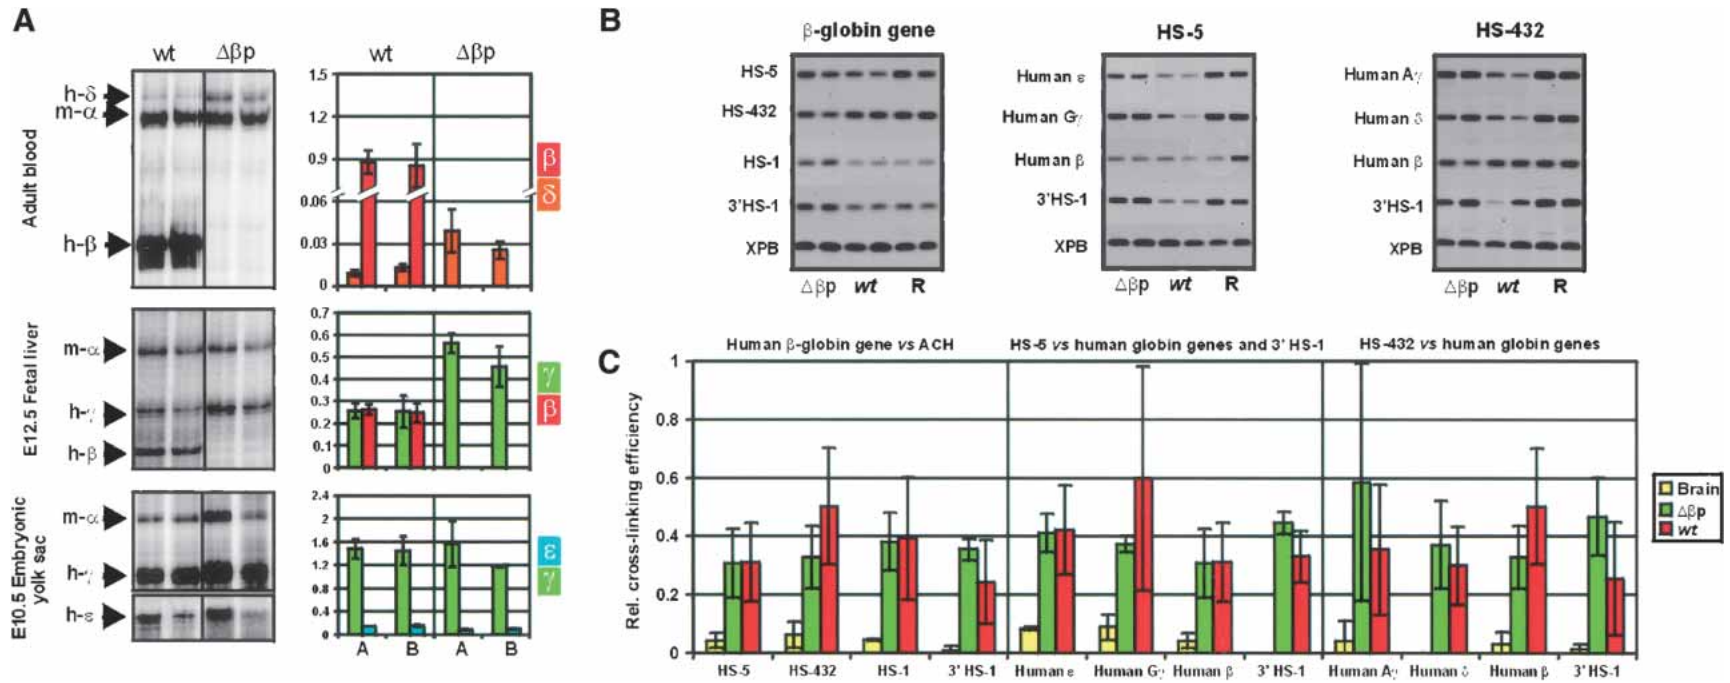 A
wt
Δβp
wt
Δβp
Adult blood
h-δ
m-α
h-β
1.5
1.2
0.9
0.06
0.03
0
β
δ
E12.5 Fetal liver
m-α
h-γ
h-β
0.7
0.6
0.5
0.4
0.3
0.2
0.1
0
γ
β
E10.5 Embryonic
yolk sac
m-α
h-γ
h-ε
2.4
2
1.6
1.2
0.8
0.4
0
A
B
A
B
ε
γ
B
β-globin gene
HS-5
HS-432
HS-1
3'HS-1
XPB
Δβp wt R
HS-5
Human ε
Human Gγ
Human β
3'HS-1
XPB
Δβp wt R
HS-432
Human Aγ
Human δ
Human β
3'HS-1
XPB
Δβp wt R
C
Human β-globin gene vs ACH
HS-5 vs human globin genes and 3' HS-1
HS-432 vs human globin genes
Rel. cross-linking efficiency
1
0.8
0.6
0.4
0.2
0
HS-5
HS-432
HS-1
3' HS-1
Human ε
Human Gγ
Human β
3' HS-1
Human Aγ
Human δ
Human β
3' HS-1
Brain
Δβp
wt